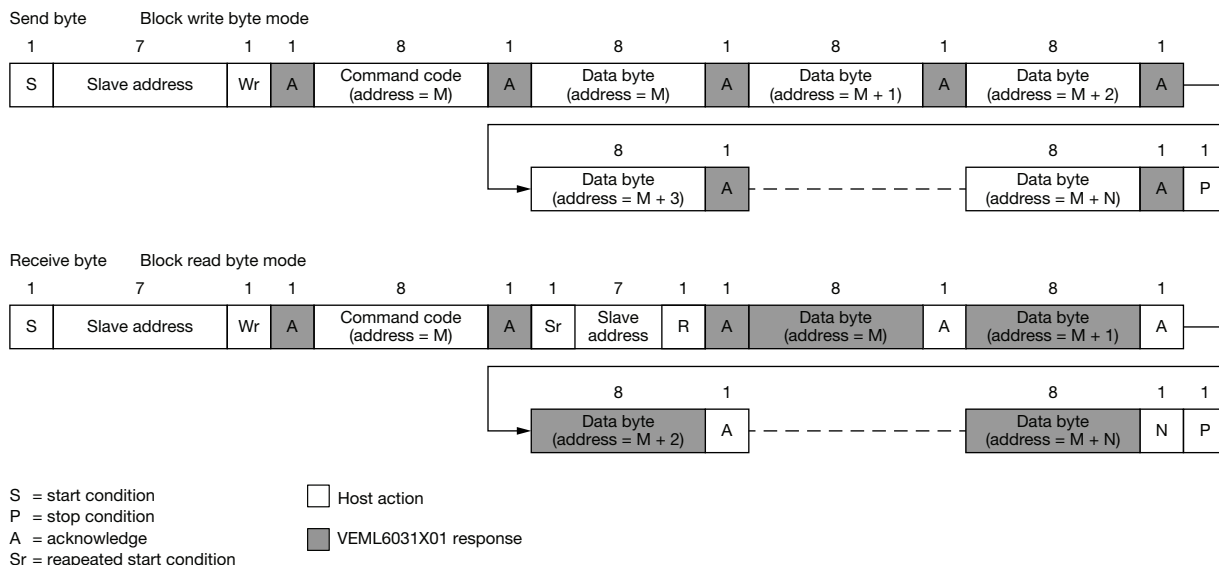 Send byte Block write byte mode
1 7 1 1 8 1 8 1 8 1 8 1
S Slave address Wr A Command code (address = M) A Data byte (address = M) A Data byte (address = M + 1) A Data byte (address = M + 2) A
8 1 8 1 1
Data byte (address = M + 3) A Data byte (address = M + N) A P
Receive byte Block read byte mode
1 7 1 1 8 1 1 7 1 1 8 1 8 1
S Slave address Wr A Command code (address = M) A Sr Slave address R A Data byte (address = M) A Data byte (address = M + 1) A
8 1 8 1 1
Data byte (address = M + 2) A Data byte (address = M + N) N P
S = start condition
P = stop condition
A = acknowledge
Sr = reapeated start condition
Host action
VEML6031X01 response